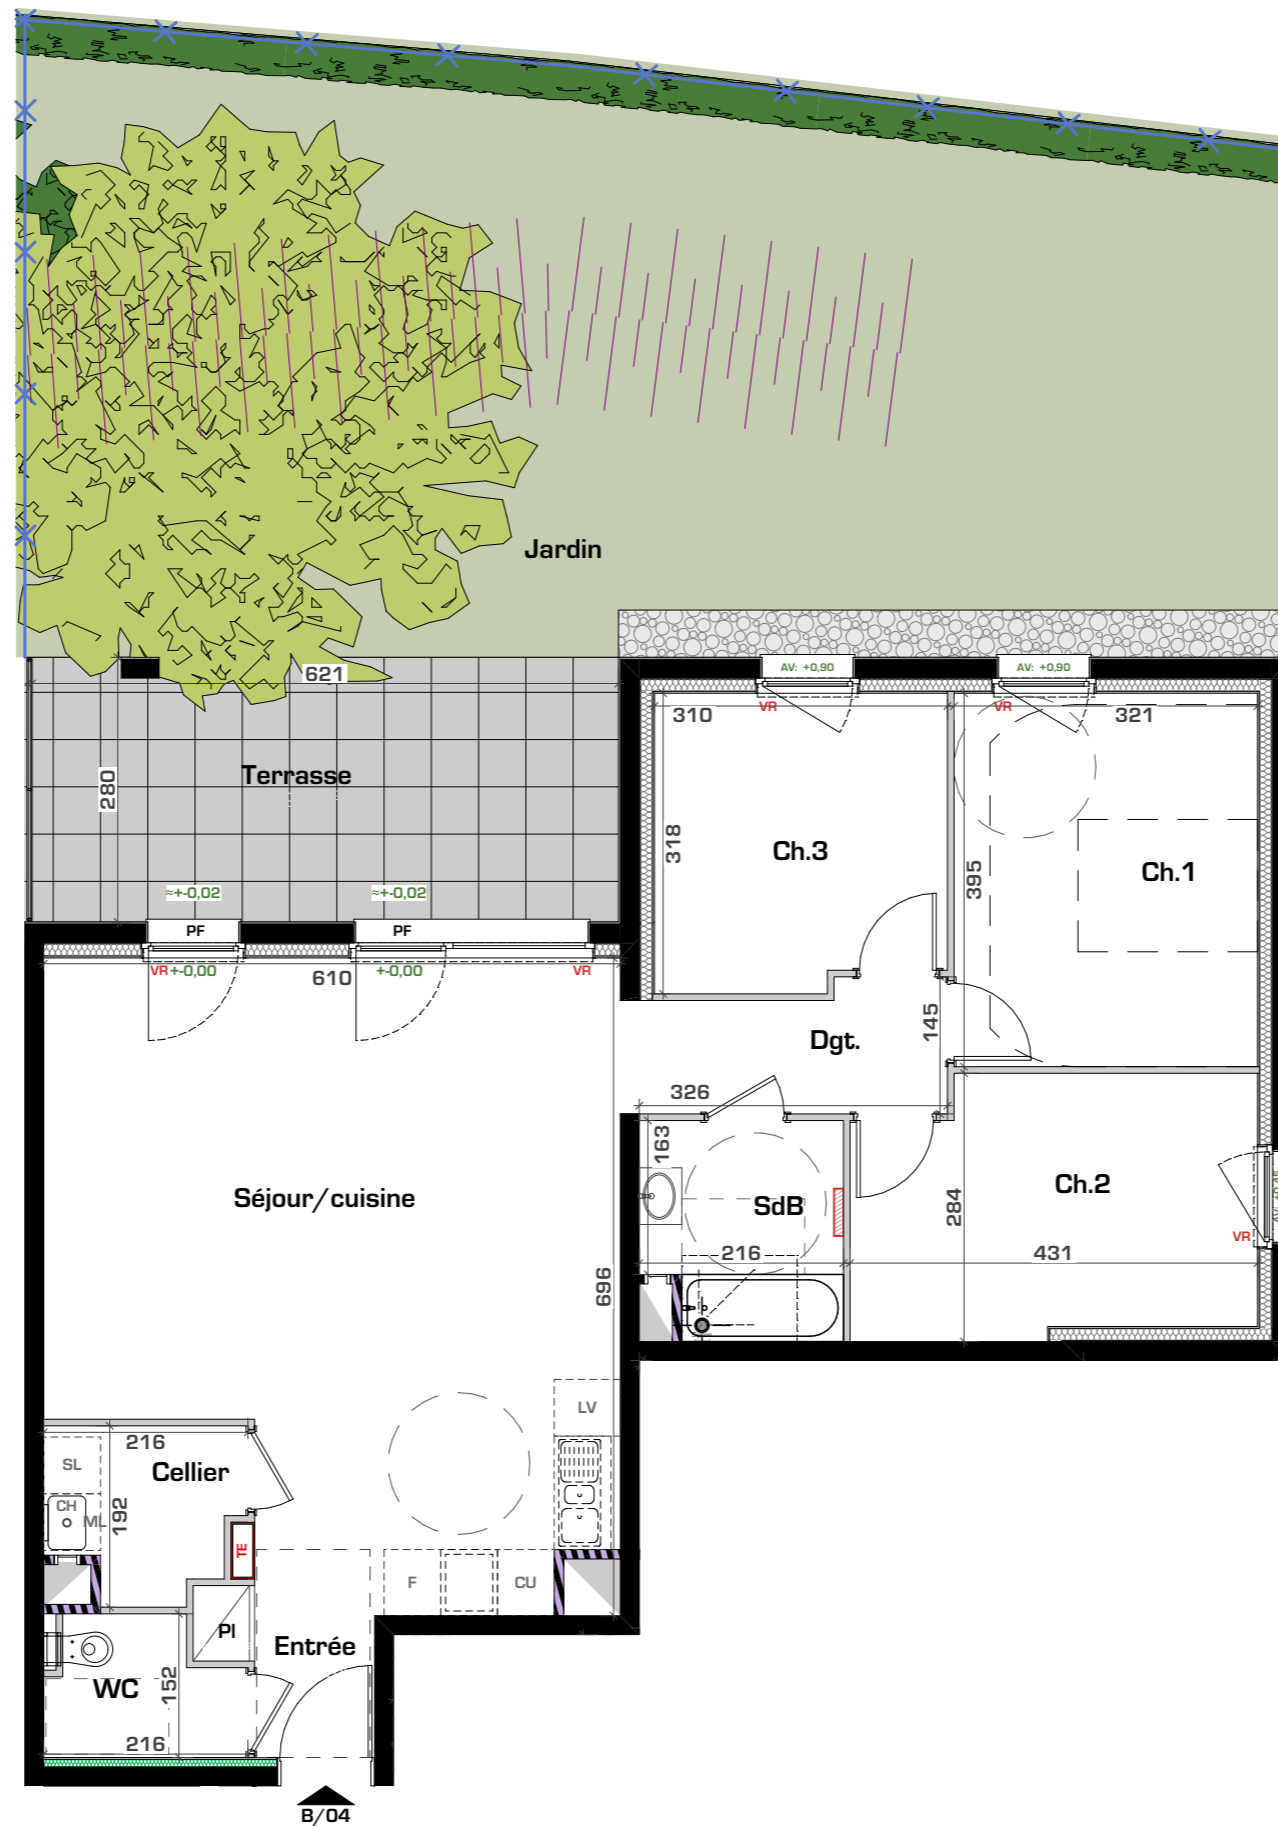 Jardin
621
AV: +0,90
AV: +0,90
VR
VR
310
321
Terrasse
280
318
Ch.3
395
Ch.1
≈+-0,02
≈+-0,02
PF
PF
VR
+-0,00
610
+-0,00
VR
145
Dgt.
326
163
Séjour/cuisine
SdB
284
Ch.2
VR
216
431
696
LV
216
SL
Cellier
CH
ML
192
TE
F
CU
PI
Entrée
WC
152
216
B/04